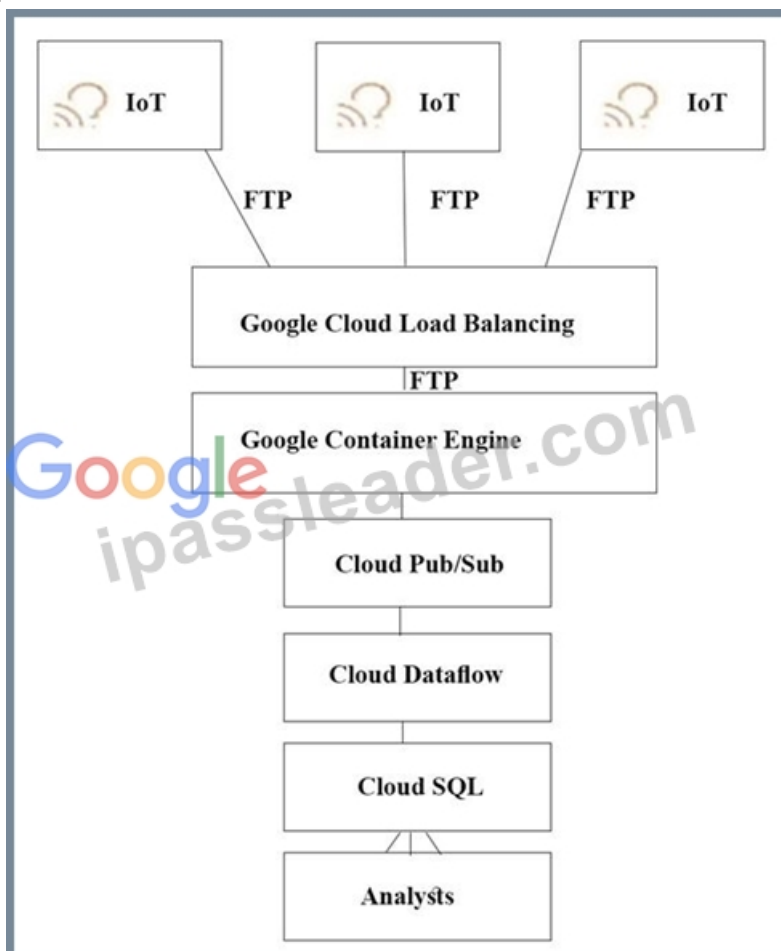 IoT
IoT
IoT
FTP
FTP
FTP
Google Cloud Load Balancing
FTP
Google Container Engine
Google
ipassleader.com
Cloud Pub/Sub
Cloud Dataflow
Cloud SQL
Analysts